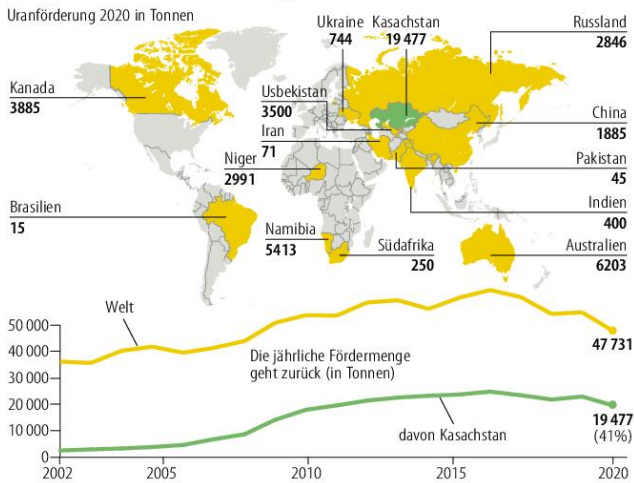 Uranförderung 2020 in Tonnen
Ukraine
744
Kasachstan
19 477
Russland
2846
Kanada
3885
Usbekistan
3500
China
1885
Iran
71
Niger
2991
Pakistan
45
Brasilien
15
Indien
400
Namibia
5413
Südafrika
250
Australien
6203
Welt
50 000
40 000
30 000
20 000
10 000
0
Die jährliche Fördermenge
geht zurück (in Tonnen)
47 731
davon Kasachstan
19 477
(41%)
2002
2005
2010
2015
2020